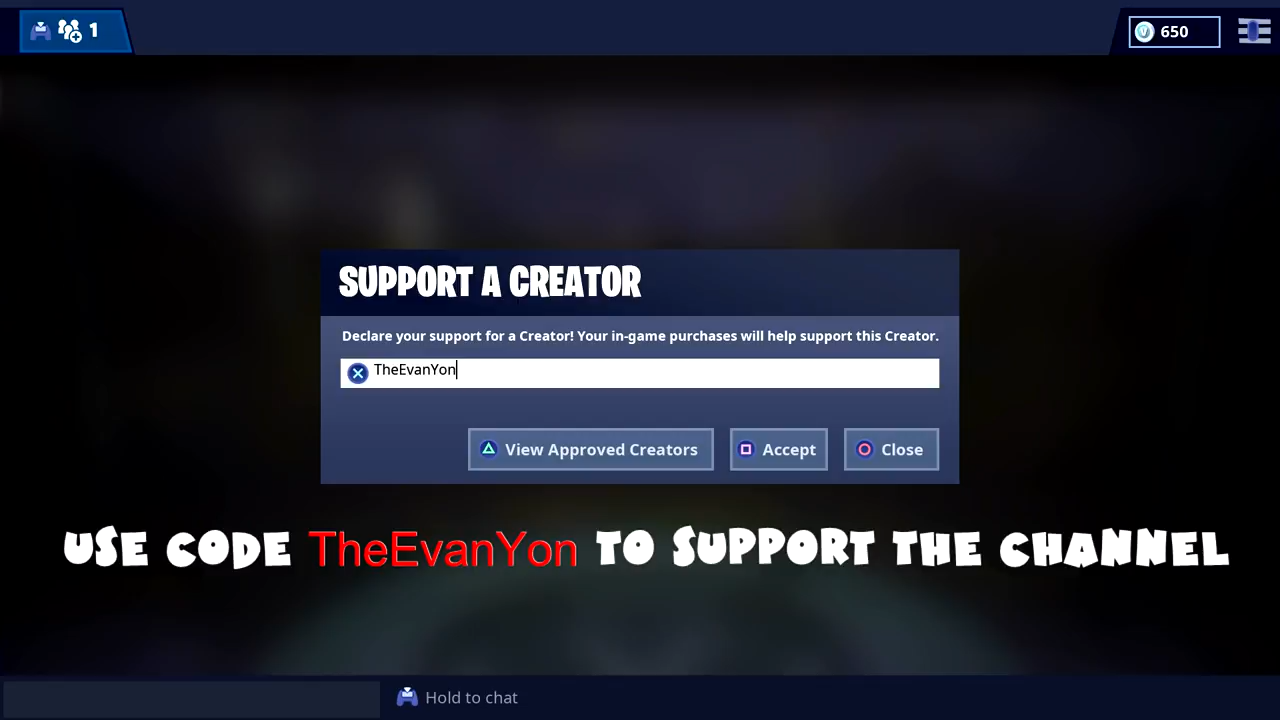 1
650
SUPPORT A CREATOR
Declare your support for a Creator! Your in-game purchases will help support this Creator.
TheEvanYon
View Approved Creators
Accept
Close
USE CODE TheEvanYon TO SUPPORT THE CHANNEL
Hold to chat